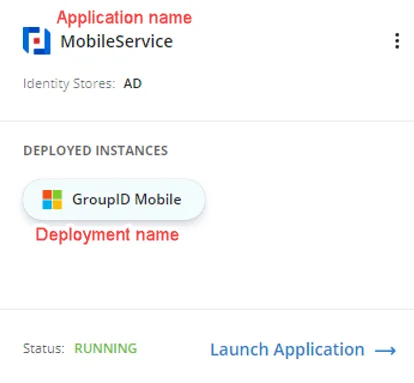 Application name
MobileService
Identity Stores: AD
DEPLOYED INSTANCES
GroupID Mobile
Deployment name
Status: RUNNING
Launch Application →